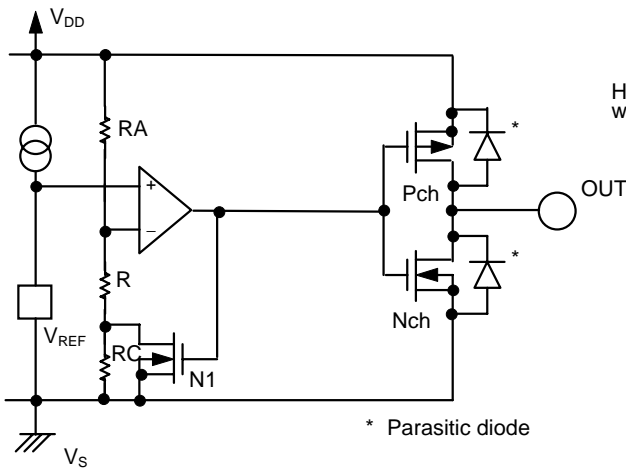 VDD
RA
H
w
*
Pch
OUT
+
−
R
*
Nch
VREF
RC
N1
* Parasitic diode
VS